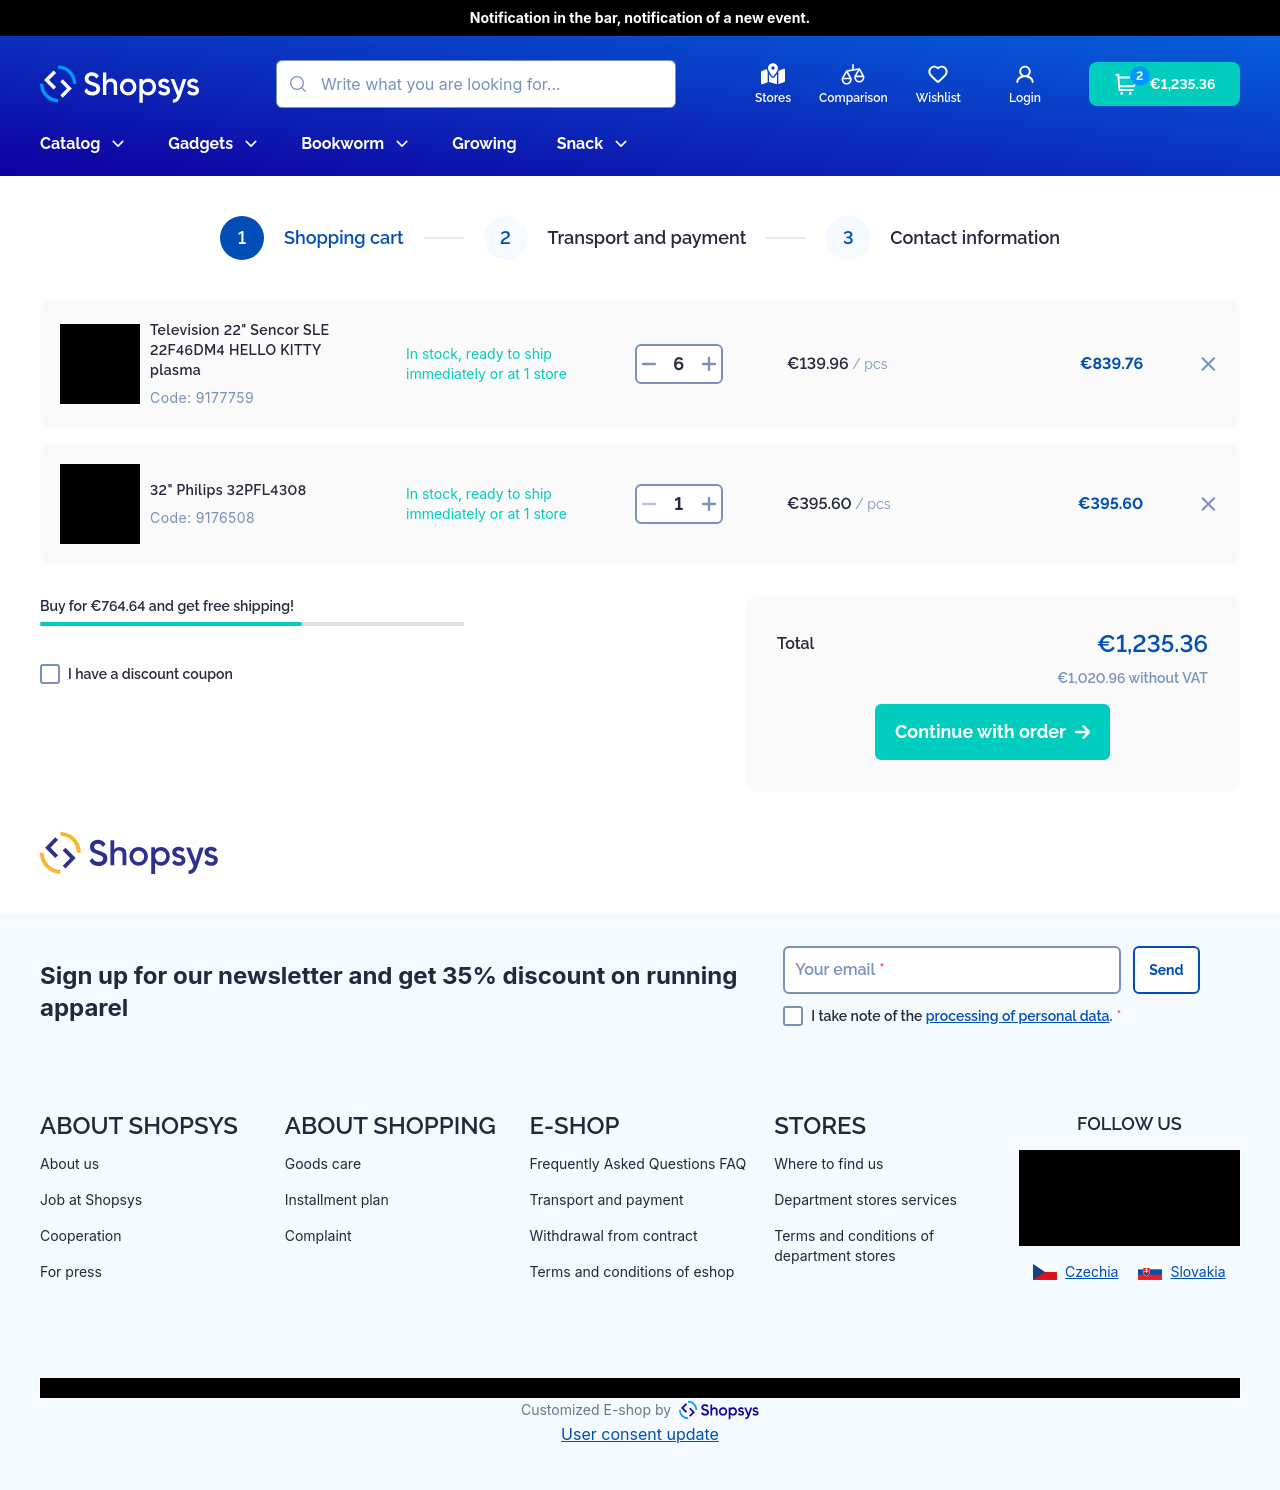 Notification in the bar, notification of a new event.
Shopsys
Write what you are looking for...
Stores
Comparison
Wishlist
Login
2
€1,235.36
Catalog
Gadgets
Bookworm
Growing
Snack
1 Shopping cart
2 Transport and payment
3 Contact information
Television 22" Sencor SLE
22F46DM4 HELLO KITTY
plasma
Code: 9177759
In stock, ready to ship
immediately or at 1 store
6
€139.96 / pcs
€839.76
32" Philips 32PFL4308
Code: 9176508
In stock, ready to ship
immediately or at 1 store
1
€395.60 / pcs
€395.60
Buy for €764.64 and get free shipping!
I have a discount coupon
Total
€1,235.36
€1,020.96 without VAT
Continue with order
Shopsys
Sign up for our newsletter and get 35% discount on running
apparel
Your email *
Send
I take note of the processing of personal data. *
ABOUT SHOPSYS
About us
Job at Shopsys
Cooperation
For press
ABOUT SHOPPING
Goods care
Installment plan
Complaint
E-SHOP
Frequently Asked Questions FAQ
Transport and payment
Withdrawal from contract
Terms and conditions of eshop
STORES
Where to find us
Department stores services
Terms and conditions of
department stores
FOLLOW US
Czechia
Slovakia
Customized E-shop by Shopsys
User consent update